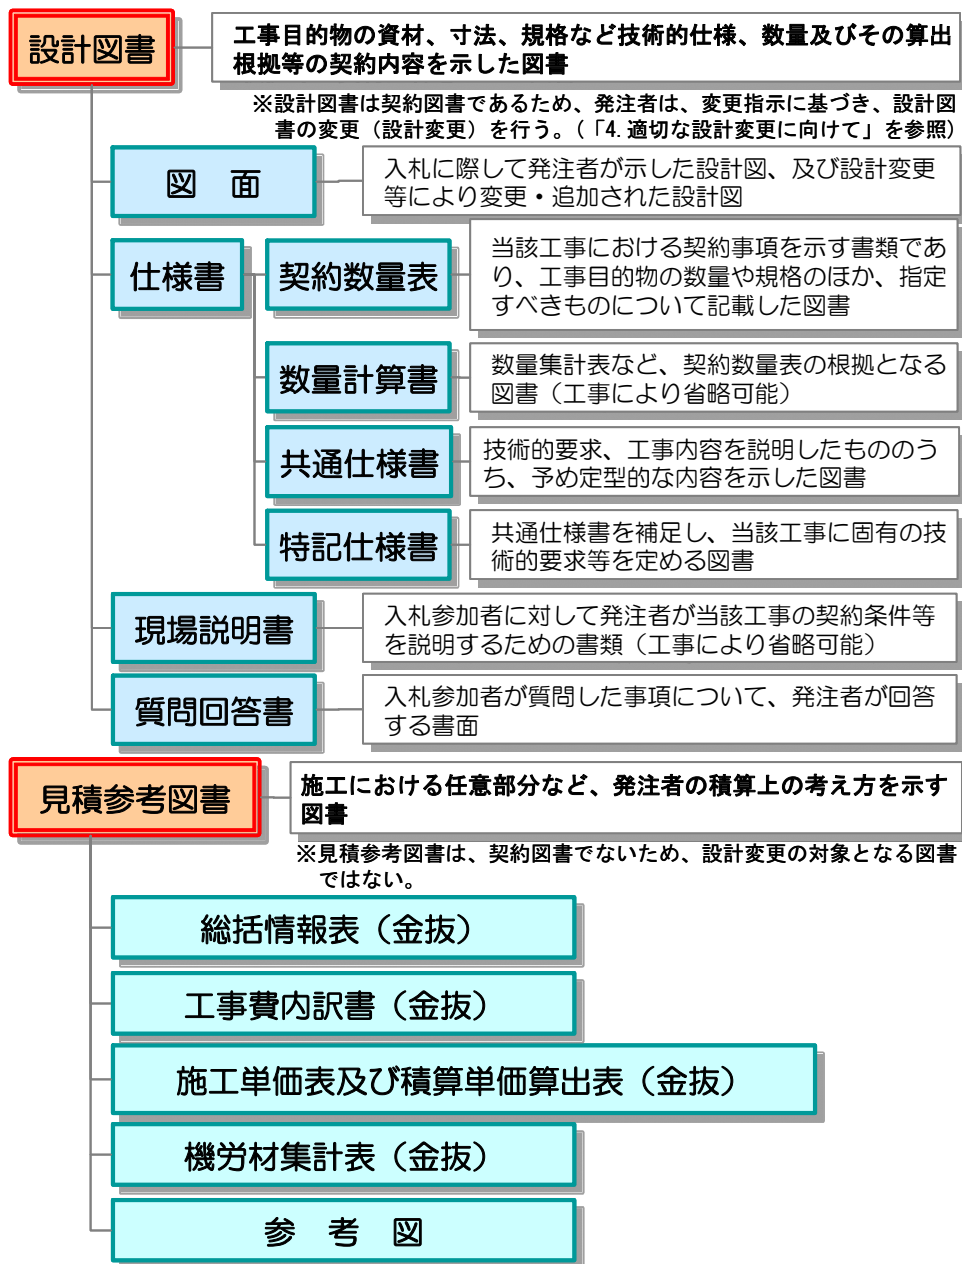 設計図書
工事目的物の資材、寸法、規格など技術的仕様、数量及びその算出
根拠等の契約内容を示した図書
※設計図書は契約図書であるため、発注者は、変更指示に基づき、設計図
書の変更（設計変更）を行う。(「4.適切な設計変更に向けて」を参照)
図　面
入札に際して発注者が示した設計図、及び設計変更
等により変更・追加された設計図
仕様書
契約数量表
当該工事における契約事項を示す書類であ
り、工事目的物の数量や規格のほか、指定
すべきものについて記載した図書
数量計算書
数量集計表など、契約数量表の根拠となる
図書（工事により省略可能）
共通仕様書
技術的要求、工事内容を説明したもののう
ち、予め定型的な内容を示した図書
特記仕様書
共通仕様書を補足し、当該工事に固有の技
術的要求等を定める図書
現場説明書
入札参加者に対して発注者が当該工事の契約条件等
を説明するための書類（工事により省略可能）
質問回答書
入札参加者が質問した事項について、発注者が回答
する書面
見積参考図書
施工における任意部分など、発注者の積算上の考え方を示す
図書
※見積参考図書は、契約図書でないため、設計変更の対象となる図書
ではない。
総括情報表（金抜）
工事費内訳書（金抜）
施工単価表及び積算単価算出表（金抜）
機労材集計表（金抜）
参　考　図